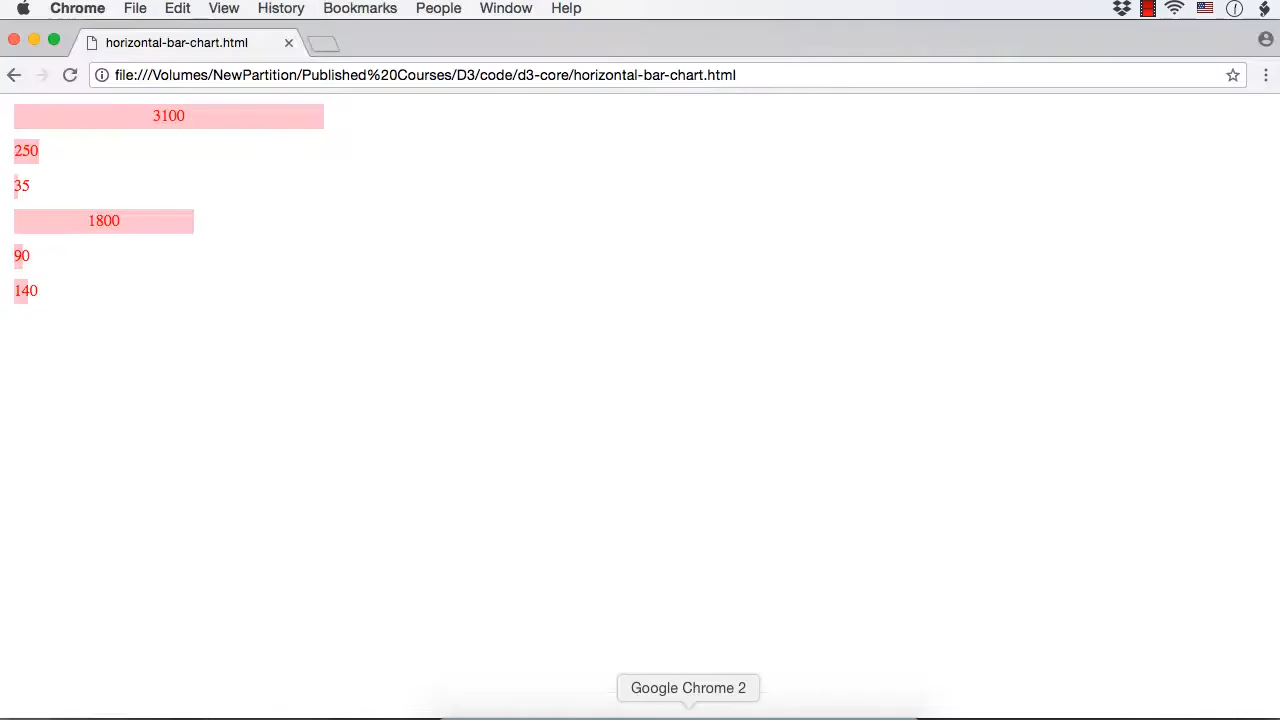 Chrome File Edit View History Bookmarks People Window Help
horizontal-bar-chart.html
file:///Volumes/NewPartition/Published%20Courses/D3/code/d3-core/horizontal-bar-chart.html
3100
250
35
1800
90
140
Google Chrome 2